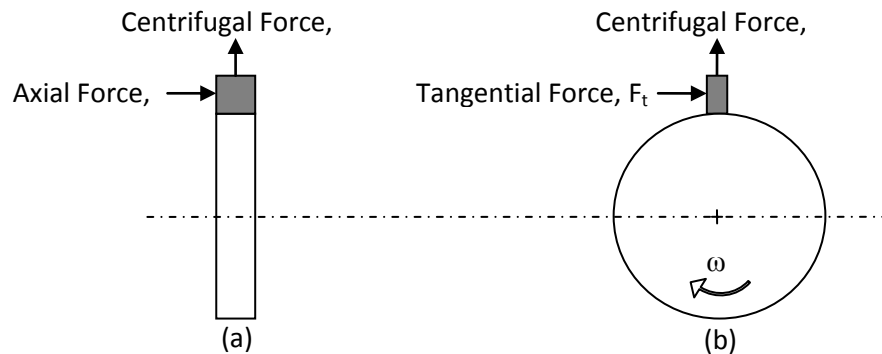 Centrifugal Force,
Centrifugal Force,
Axial Force,
Tangential Force, Fₜ
ω
(a)
(b)